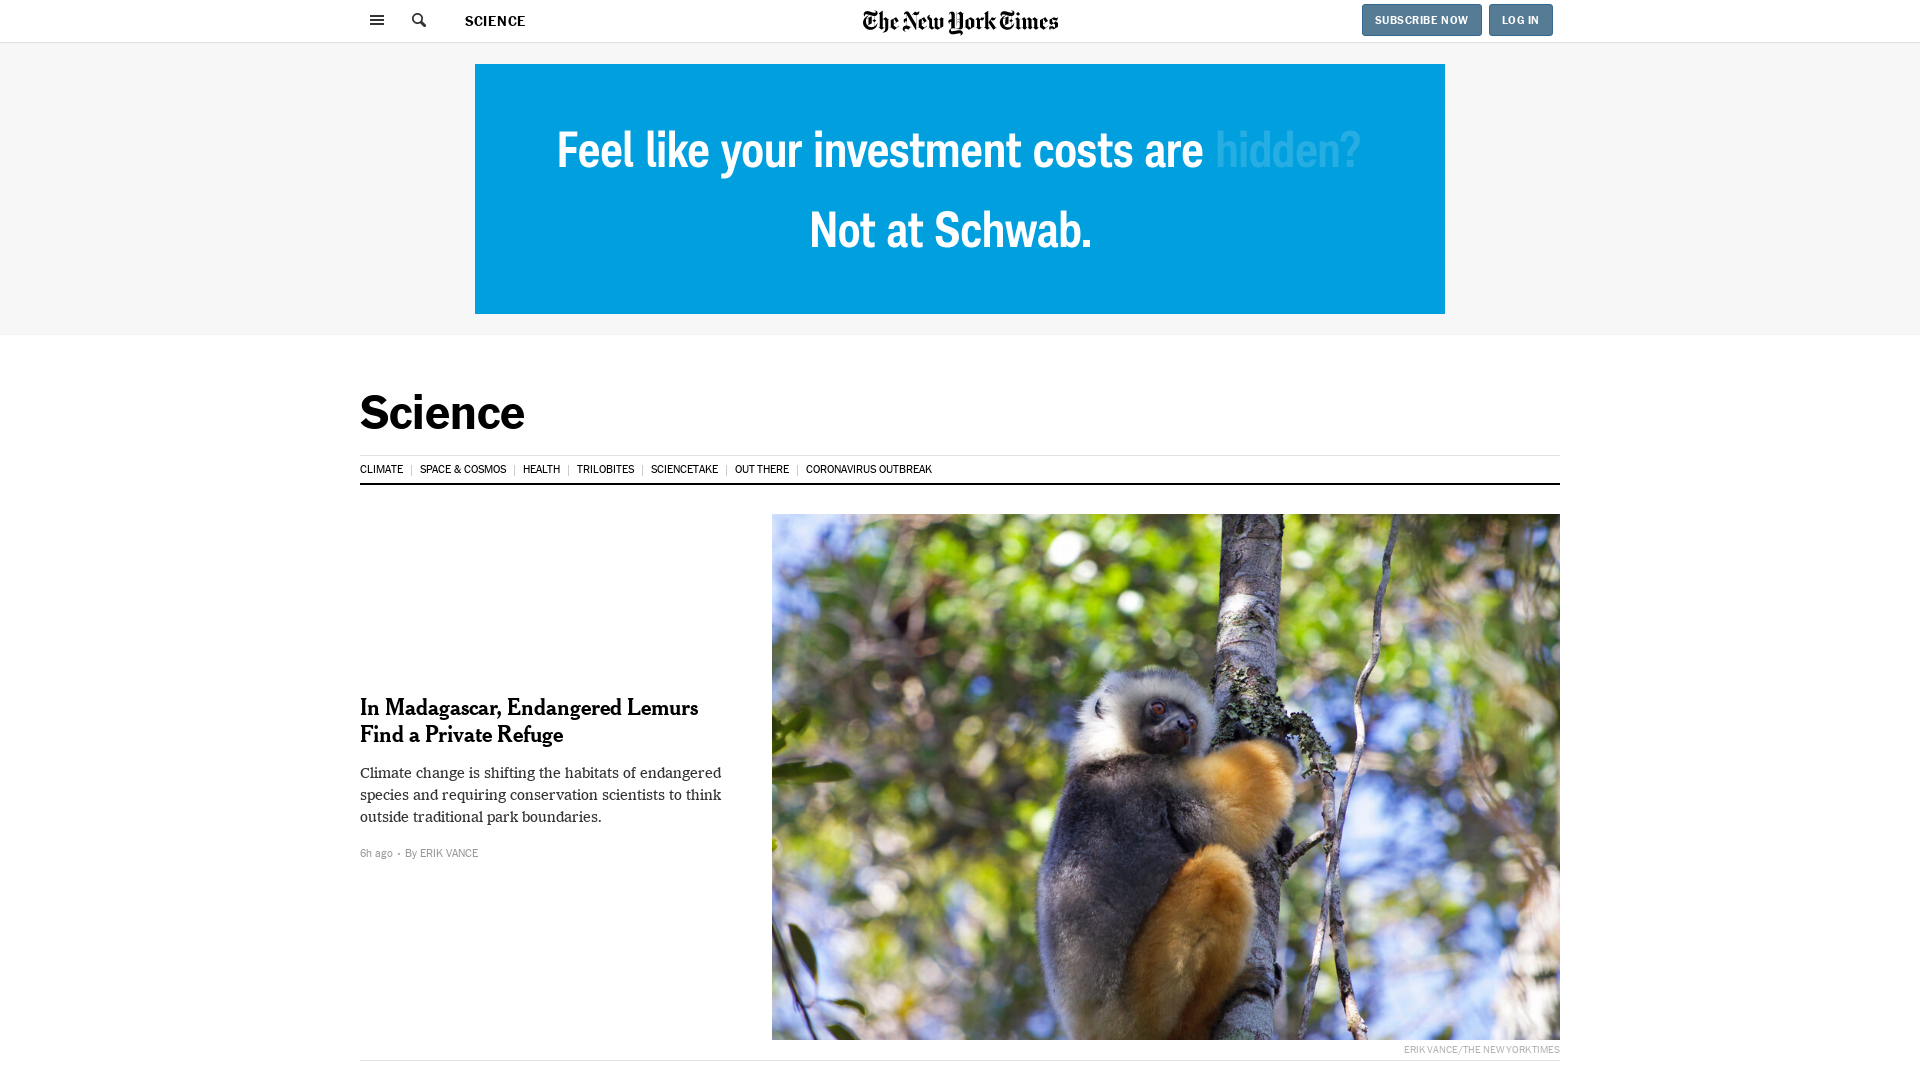 SCIENCE
The New York Times
SUBSCRIBE NOW
LOG IN
Feel like your investment costs are hidden?
Not at Schwab.
Science
CLIMATE
SPACE & COSMOS
HEALTH
TRILOBITES
SCIENCETAKE
OUT THERE
CORONAVIRUS OUTBREAK
In Madagascar, Endangered Lemurs
Find a Private Refuge
Climate change is shifting the habitats of endangered
species and requiring conservation scientists to think
outside traditional park boundaries.
6h ago • By ERIK VANCE
ERIK VANCE/THE NEW YORK TIMES